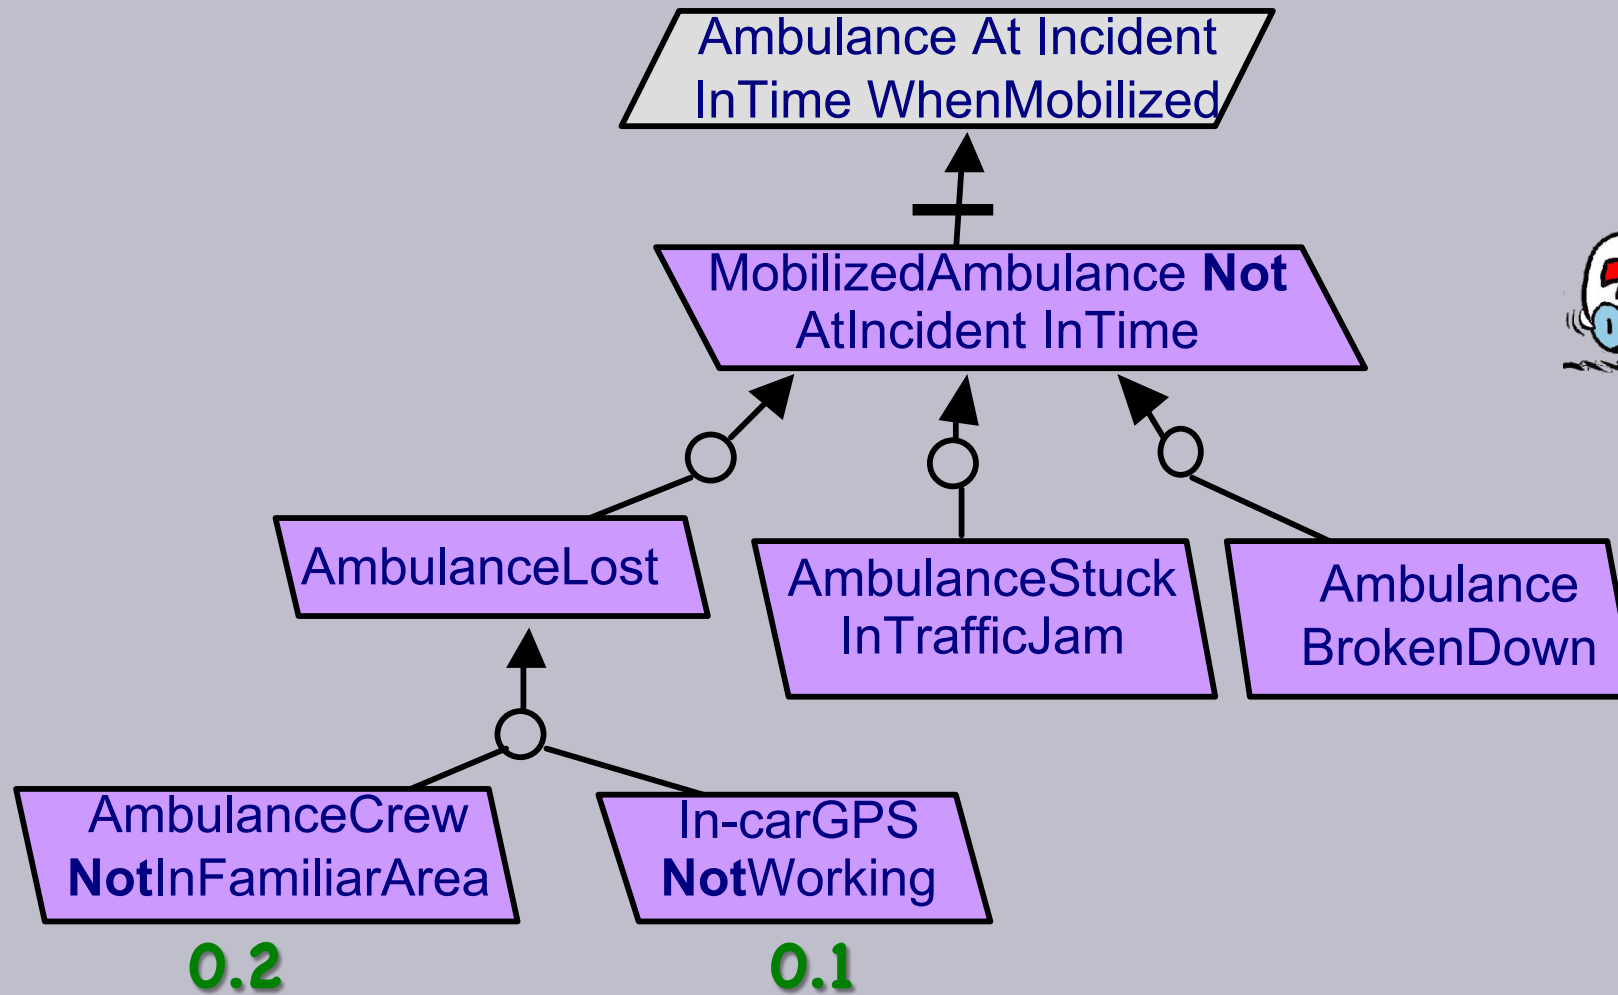 Ambulance At Incident
InTime WhenMobilized
MobilizedAmbulance Not
AtIncident InTime
AmbulanceLost
AmbulanceStuck
InTrafficJam
Ambulance
BrokenDown
AmbulanceCrew
NotInFamiliarArea
In-carGPS
NotWorking
0.2
0.1